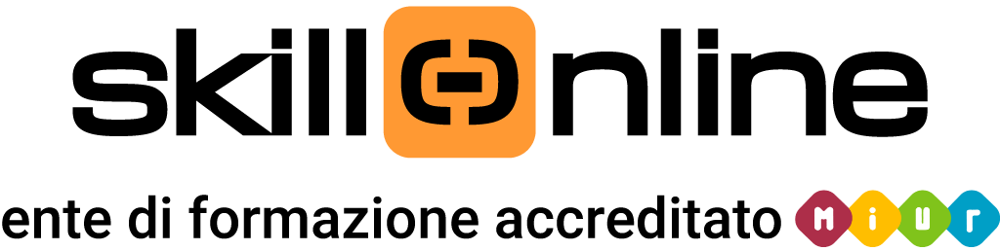 skillOnline
ente di formazione accreditato Miur